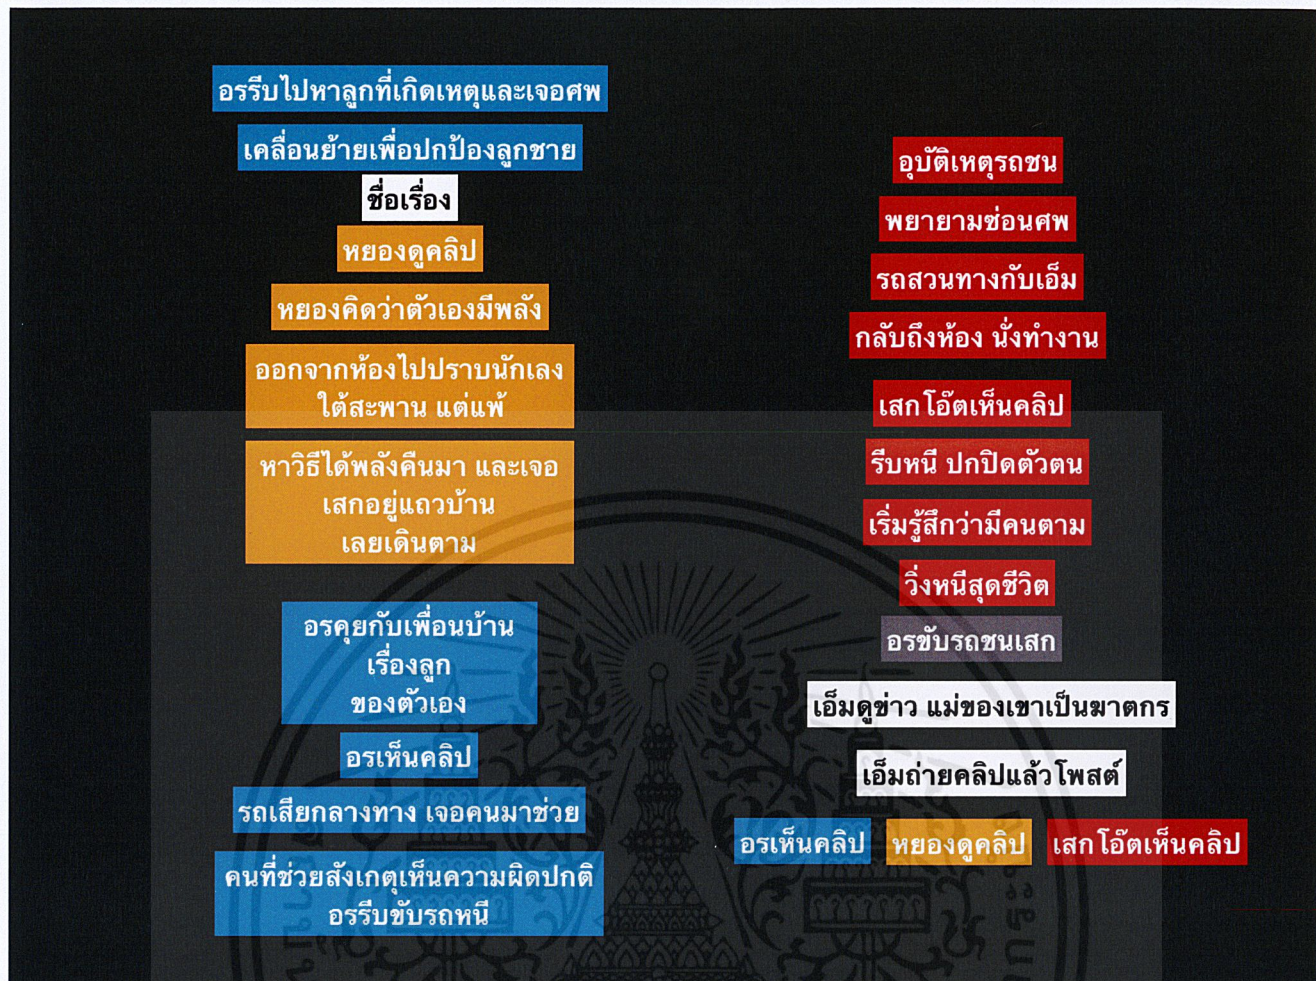 อรรีบไปหาลูกที่เกิดเหตุและเจอศพ
เคลื่อนย้ายเพื่อปกป้องลูกชาย
ชื่อเรื่อง
หยองดูคลิป
หยองคิดว่าตัวเองมีพลัง
ออกจากห้องไปปราบนักเลง
ใต้สะพาน แต่แพ้
หาวิธีได้พลังคืนมา และเจอ
เสกอยู่แถวบ้าน
เลยเดินตาม
อรคุยกับเพื่อนบ้าน
เรื่องลูก
ของตัวเอง
อรเห็นคลิป
รถเสียกลางทาง เจอคนมาช่วย
คนที่ช่วยสังเกตุเห็นความผิดปกติ
อรรีบขับรถหนี
อุบัติเหตุรถชน
พยายามซ่อนศพ
รถสวนทางกับเอ็ม
กลับถึงห้อง นั่งทำงาน
เสกโอ๊ตเห็นคลิป
รีบหนี ปกปิดตัวตน
เริ่มรู้สึกว่ามีคนตาม
วิ่งหนีสุดชีวิต
อรขับรถชนเสก
เอ็มดูข่าว แม่ของเขาเป็นฆาตกร
เอ็มถ่ายคลิปแล้วโพสต์
อรเห็นคลิป หยองดูคลิป เสกโอ๊ตเห็นคลิป